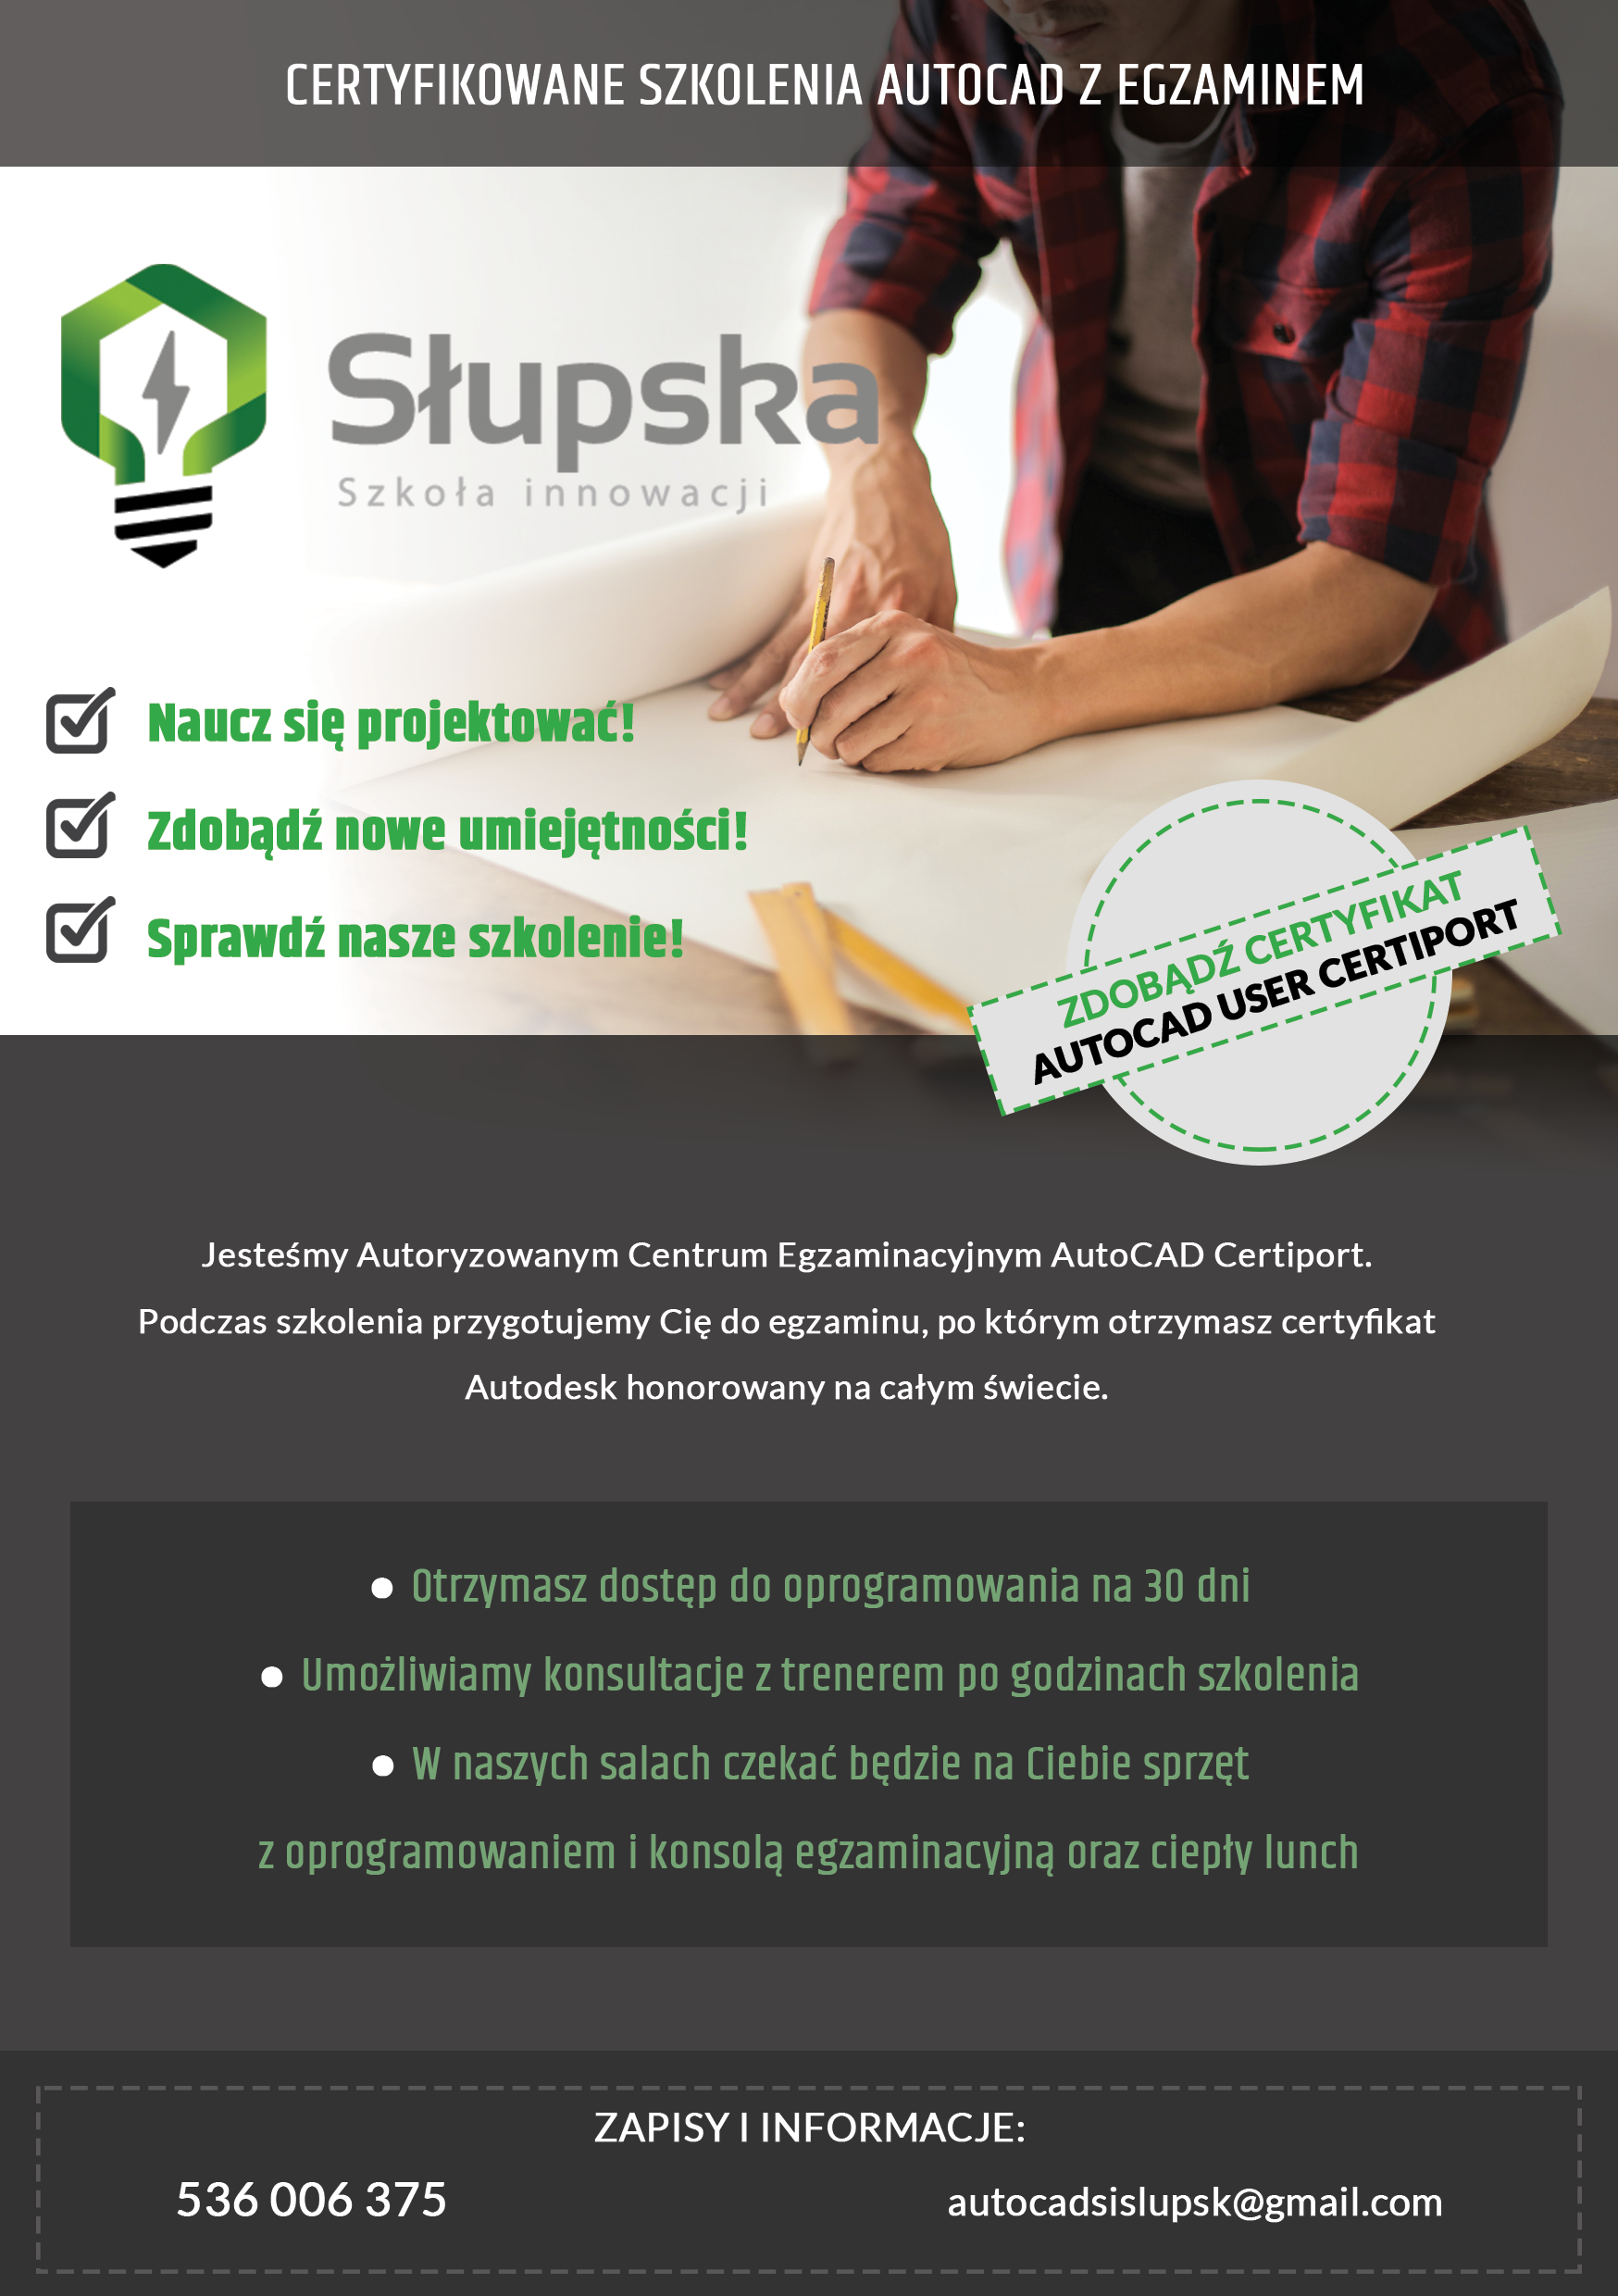 CERTYFIKOWANE SZKOLENIA AUTOCAD Z EGZAMINEM
Słupska
Szkoła innowacji
Naucz się projektować!
Zdobądź nowe umiejętności!
Sprawdź nasze szkolenie!
ZDOBĄDŹ CERTYFIKAT
AUTOCAD USER CERTIPORT
Jesteśmy Autoryzowanym Centrum Egzaminacyjnym AutoCAD Certiport.
Podczas szkolenia przygotujemy Cię do egzaminu, po którym otrzymasz certyfikat
Autodesk honorowany na całym świecie.
● Otrzymasz dostęp do oprogramowania na 30 dni
● Umożliwiamy konsultacje z trenerem po godzinach szkolenia
● W naszych salach czekać będzie na Ciebie sprzęt
z oprogramowaniem i konsolą egzaminacyjną oraz ciepły lunch
ZAPISY I INFORMACJE:
536 006 375
autocadsislupsk@gmail.com